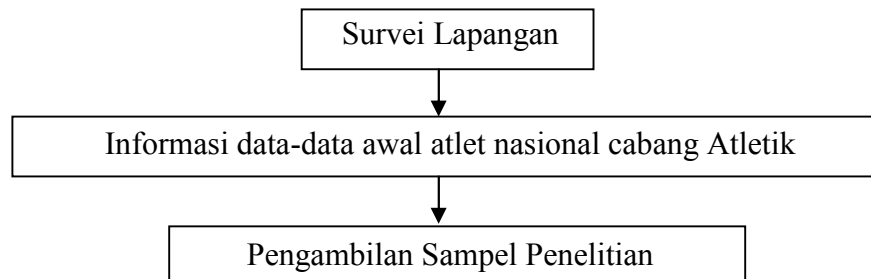 Survei Lapangan
Informasi data-data awal atlet nasional cabang Atletik
Pengambilan Sampel Penelitian